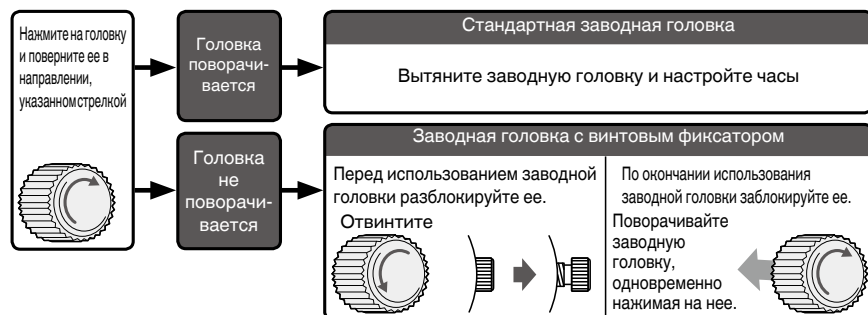 Нажмите на головку
и поверните ее в
направлении,
указанном стрелкой
Головка
поворачи-
вается
Стандартная заводная головка
Вытяните заводную головку и настройте часы
Головка
не
поворачи-
вается
Заводная головка с винтовым фиксатором
Перед использованием заводной
головки разблокируйте ее.
Отвинтите
По окончании использования
заводной головки заблокируйте ее.
Поворачивайте
заводную
головку,
одновременно
нажимая на нее.